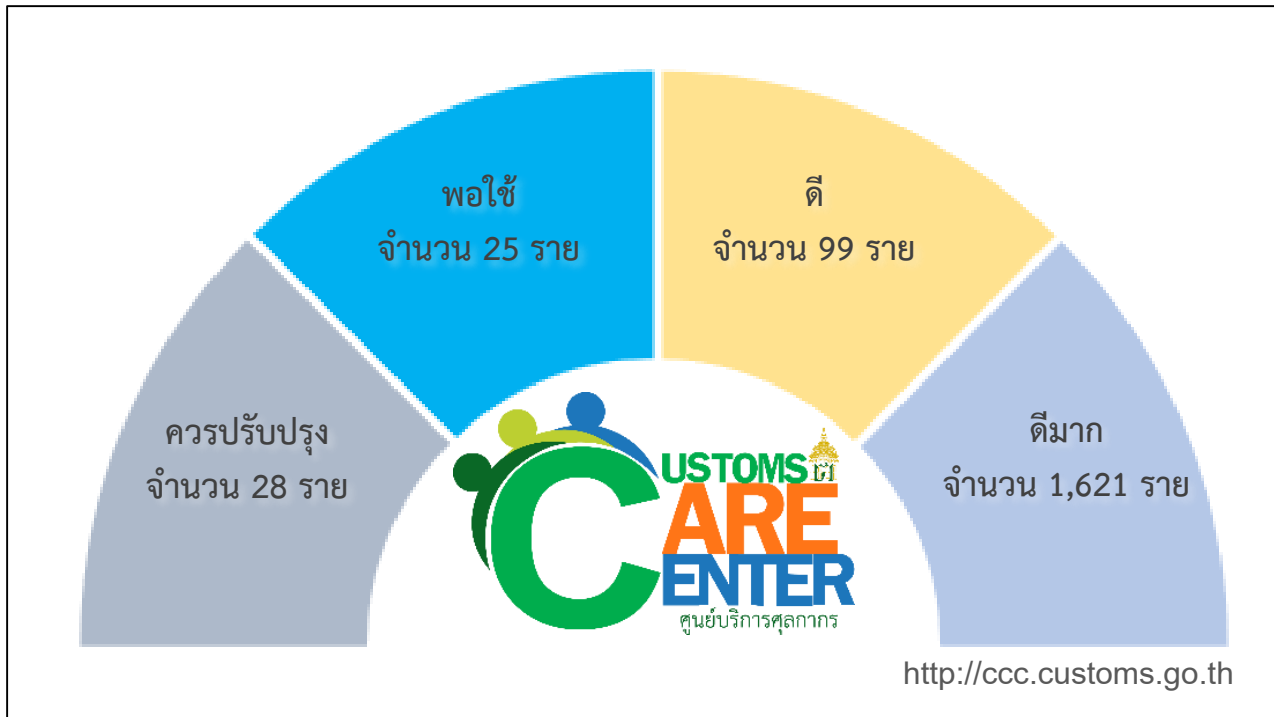 พอใช้
จำนวน 25 ราย
ดี
จำนวน 99 ราย
ควรปรับปรุง
จำนวน 28 ราย
ดีมาก
จำนวน 1,621 ราย
CUSTOMS
CARE
CENTER
ศูนย์บริการศุลกากร
http://ccc.customs.go.th